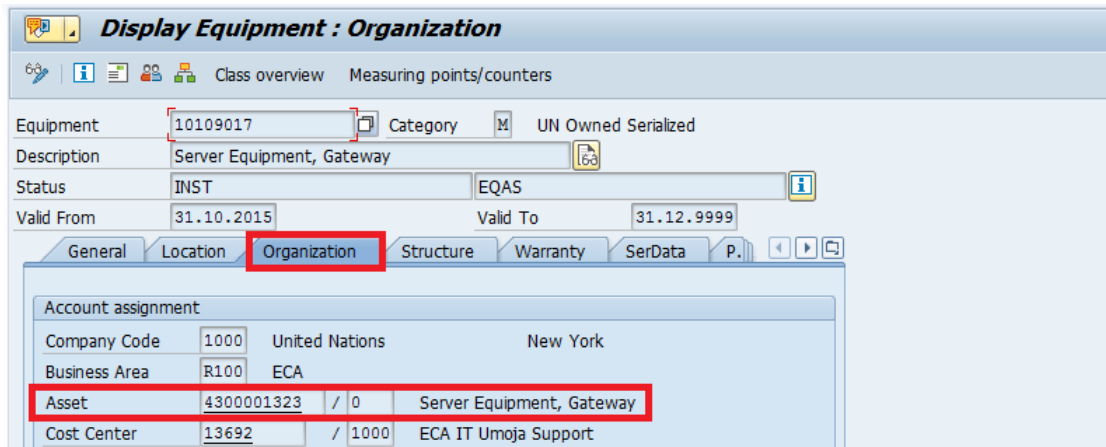 Display Equipment : Organization
Class overview Measuring points/counters
Equipment 10109017 Category M UN Owned Serialized
Description Server Equipment, Gateway
Status INST EQAS
Valid From 31.10.2015 Valid To 31.12.9999
General Location Organization Structure Warranty SerData P.
Account assignment
Company Code 1000 United Nations New York
Business Area R100 ECA
Asset 4300001323 / 0 Server Equipment, Gateway
Cost Center 13692 / 1000 ECA IT Umoja Support